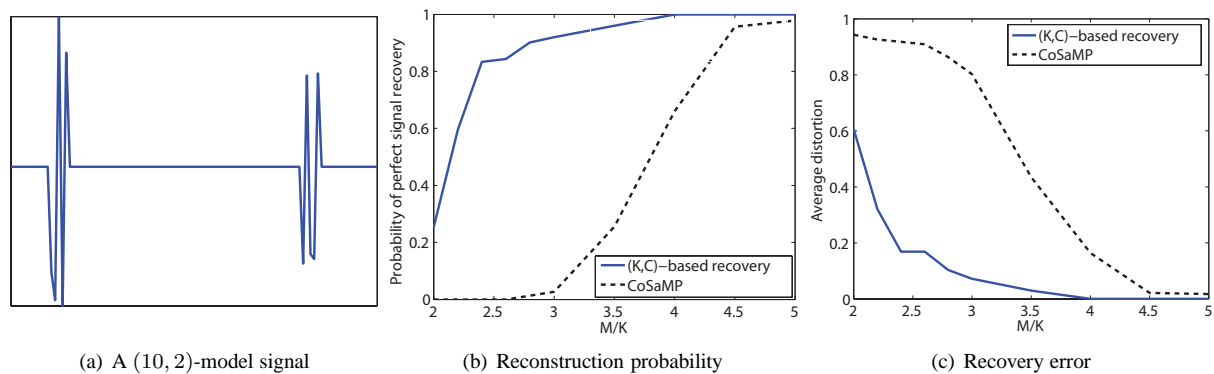 (a) A (10, 2)-model signal
Probability of perfect signal recovery
1
0.8
0.6
0.4
0.2
0
2
2.5
3
3.5
4
4.5
5
M/K
(K,C)−based recovery
CoSaMP
(b) Reconstruction probability
Average distortion
1
0.8
0.6
0.4
0.2
0
2
2.5
3
3.5
4
4.5
5
M/K
(K,C)−based recovery
CoSaMP
(c) Recovery error